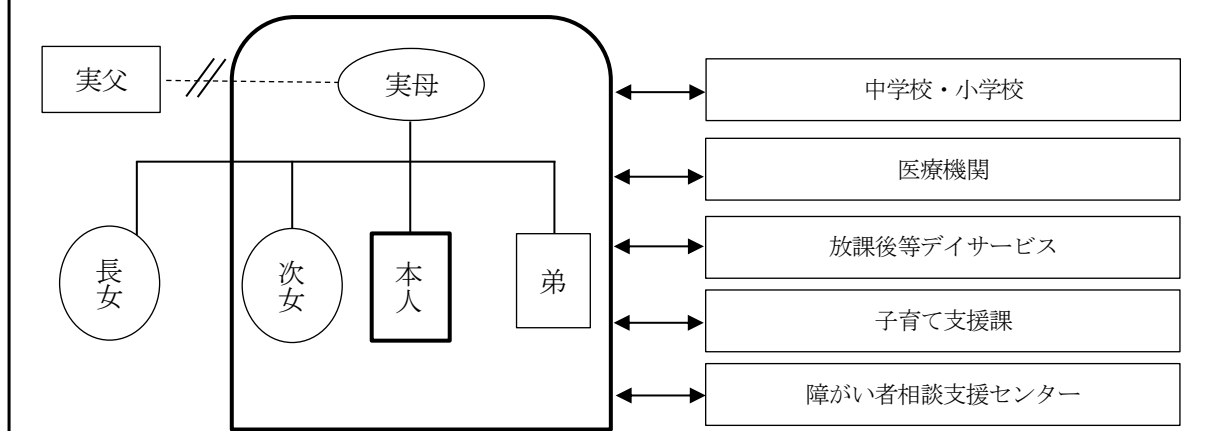 実父
実母
長女
次女
本人
弟
中学校・小学校
医療機関
放課後等デイサービス
子育て支援課
障がい者相談支援センター